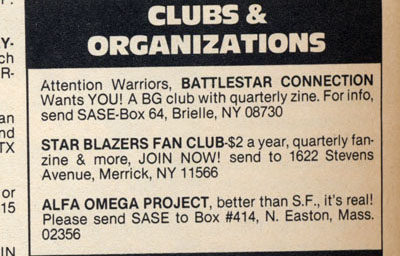 CLUBS &
ORGANIZATIONS
Attention Warriors, BATTLESTAR CONNECTION
Wants YOU! A BG club with quarterly zine. For info,
send SASE-Box 64, Brielle, NY 08730
STAR BLAZERS FAN CLUB-$2 a year, quarterly fan-
zine & more, JOIN NOW! send to 1622 Stevens
Avenue, Merrick, NY 11566
ALFA OMEGA PROJECT, better than S.F., it's real!
Please send SASE to Box #414, N. Easton, Mass.
02356